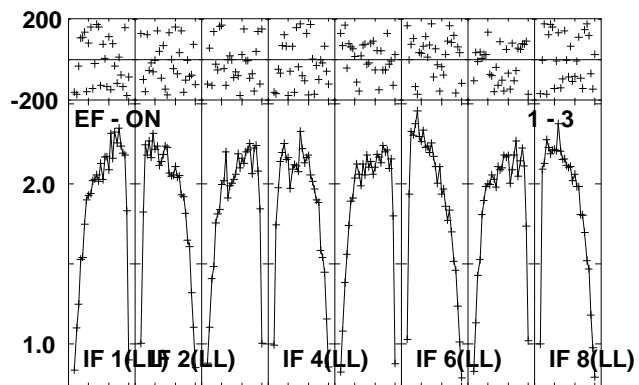 200
-200
EF - ON
1 - 3
2.0
1.0
IF 1(LL)
IF 2(LL)
IF 4(LL)
IF 6(LL)
IF 8(LL)